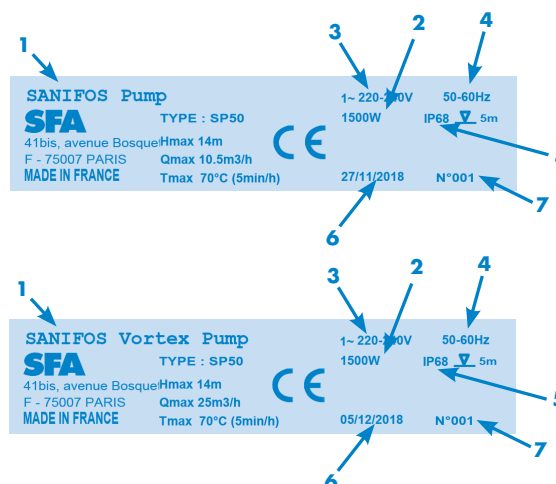 1
2
3
4
SANIFOS Pump
1~ 220-240V
50-60Hz
SFA
TYPE : SP50
1500W
IP68
5m
41bis, avenue Bosquet
Hmax 14m
F - 75007 PARIS
Qmax 10.5m3/h
MADE IN FRANCE
Tmax 70°C (5min/h)
CE
27/11/2018
N°001
6
7
1
2
3
4
SANIFOS Vortex Pump
1~ 220-240V
50-60Hz
SFA
TYPE : SP50
1500W
IP68
5m
41bis, avenue Bosquet
Hmax 14m
F - 75007 PARIS
Qmax 25m3/h
MADE IN FRANCE
Tmax 70°C (5min/h)
CE
05/12/2018
N°001
5
6
7